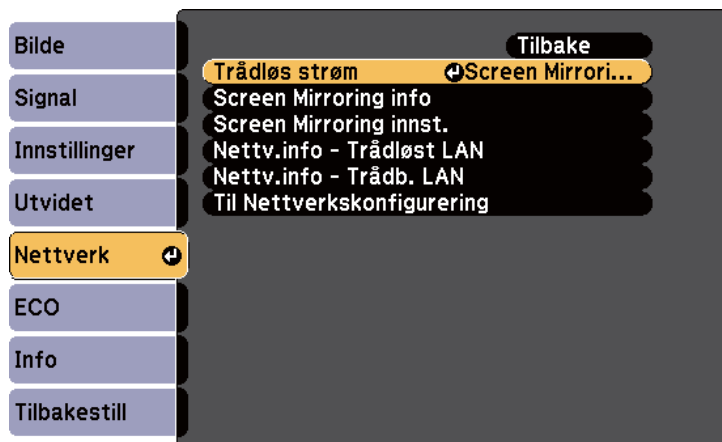 Bilde
Signal
Innstillinger
Utvidet
Nettverk
ECO
Info
Tilbakestill
Tilbake
Trådløs strøm Screen Mirrori...
Screen Mirroring info
Screen Mirroring innst.
Nettv.info - Trådløst LAN
Nettv.info - Trådb. LAN
Til Nettverkskonfigurering